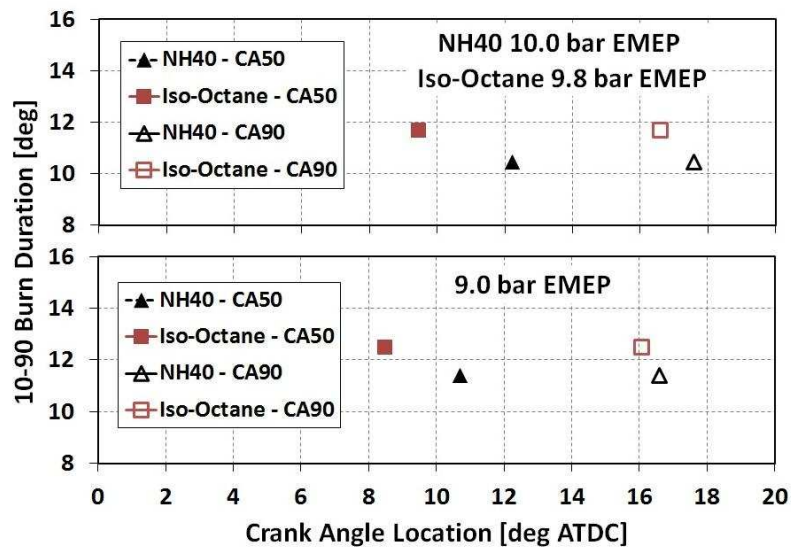 16
14
12
10
8
NH40 - CA50
Iso-Octane - CA50
NH40 - CA90
Iso-Octane - CA90
NH40 10.0 bar EMEP
Iso-Octane 9.8 bar EMEP
10-90 Burn Duration [deg]
16
14
12
10
8
NH40 - CA50
Iso-Octane - CA50
NH40 - CA90
Iso-Octane - CA90
9.0 bar EMEP
0 2 4 6 8 10 12 14 16 18 20
Crank Angle Location [deg ATDC]